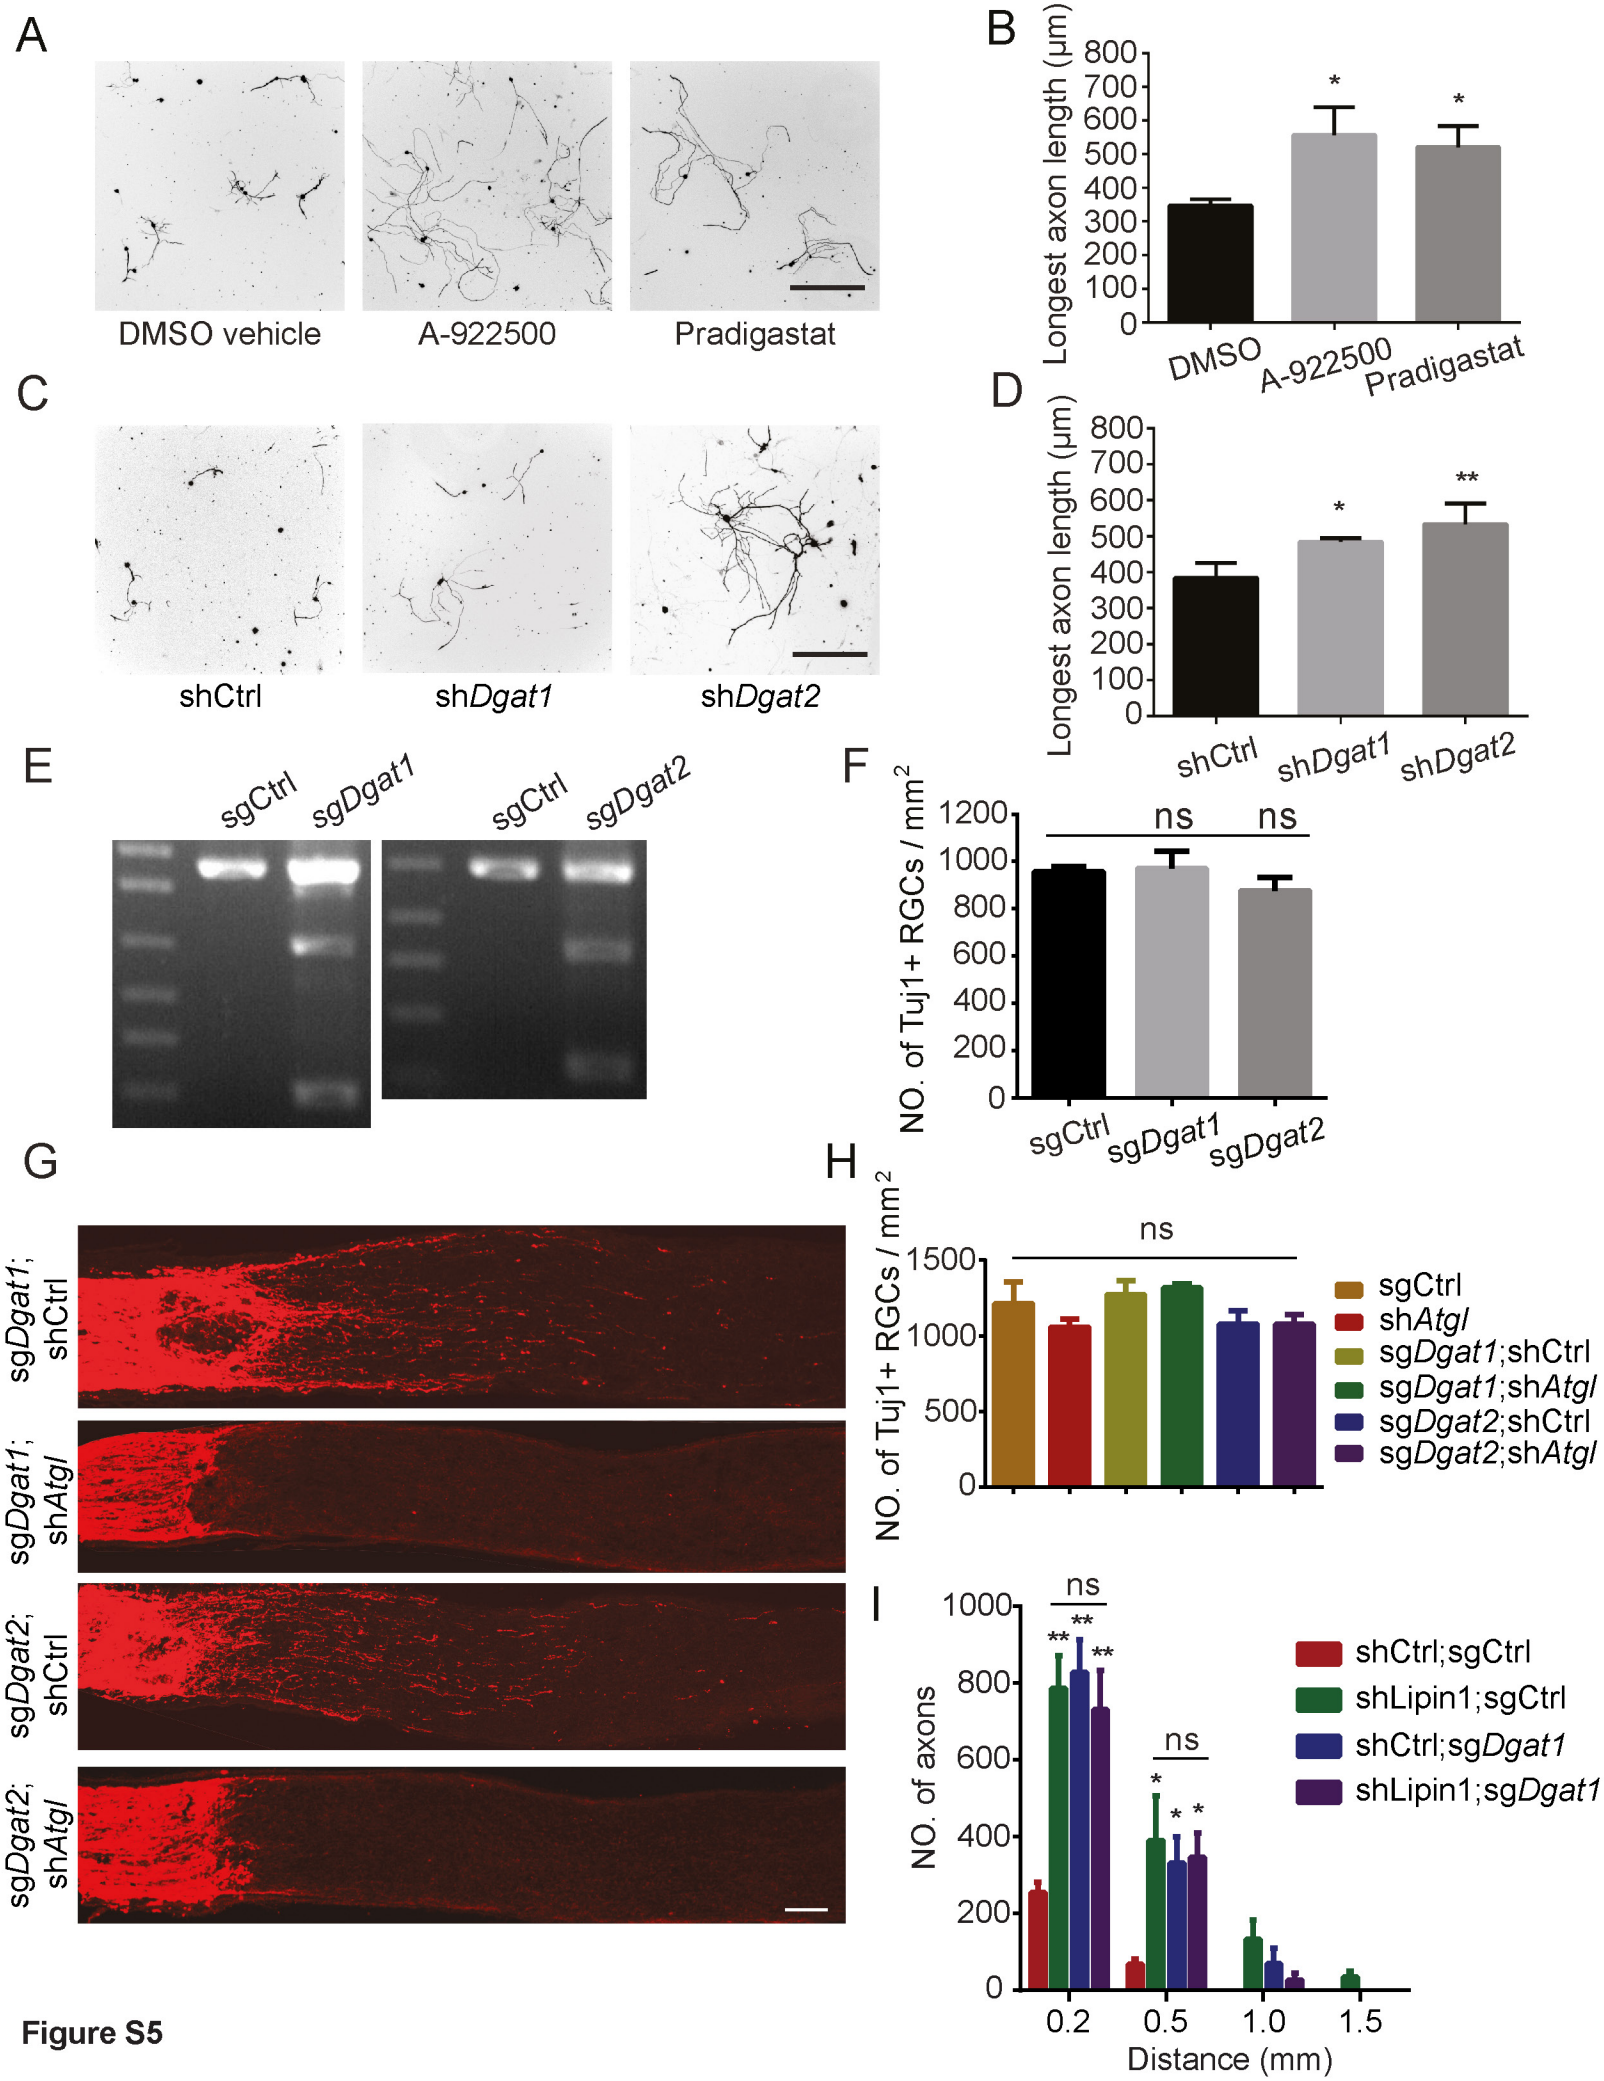 A
DMSO vehicle
A-922500
Pradigastat
B
Longest axon length (µm)
800
700
600
500
400
300
200
100
0
*
*
DMSO
A-922500
Pradigastat
C
shCtrl
shDgat1
shDgat2
D
Longest axon length (µm)
800
700
600
500
400
300
200
100
0
*
**
shCtrl
shDgat1
shDgat2
E
sgCtrl
sgDgat1
sgCtrl
sgDgat2
F
NO. of Tuj1+ RGCs / mm2
1200
1000
800
600
400
200
0
ns
ns
sgCtrl
sgDgat1
sgDgat2
G
sgDgat1;
shCtrl
sgDgat1;
shAtgl
sgDgat2;
shCtrl
sgDgat2;
shAtgl
H
NO. of Tuj1+ RGCs / mm2
1500
1000
500
0
ns
sgCtrl
shAtgl
sgDgat1;shCtrl
sgDgat1;shAtgl
sgDgat2;shCtrl
sgDgat2;shAtgl
I
NO. of axons
1000
800
600
400
200
0
ns
**
**
**
ns
*
*
*
0.2
0.5
1.0
1.5
Distance (mm)
shCtrl;sgCtrl
shLipin1;sgCtrl
shCtrl;sgDgat1
shLipin1;sgDgat1
Figure S5